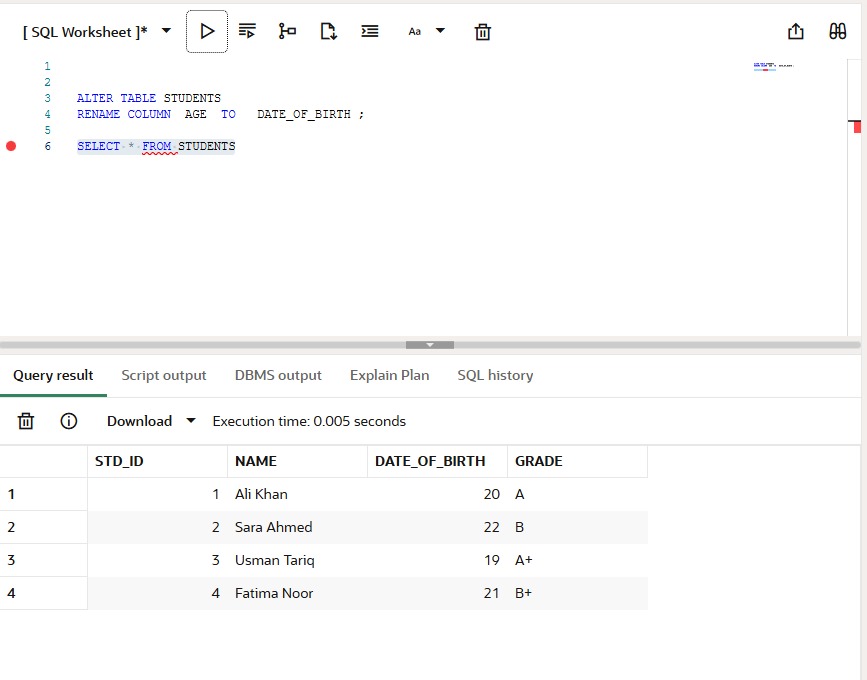 [ SQL Worksheet ]* Aa
1
2
3 ALTER TABLE STUDENTS
4 RENAME COLUMN AGE TO DATE_OF_BIRTH ;
5
6 SELECT * FROM STUDENTS
Query result Script output DBMS output Explain Plan SQL history
Download Execution time: 0.005 seconds
STD_ID NAME DATE_OF_BIRTH GRADE
1 1 Ali Khan 20 A
2 2 Sara Ahmed 22 B
3 3 Usman Tariq 19 A+
4 4 Fatima Noor 21 B+